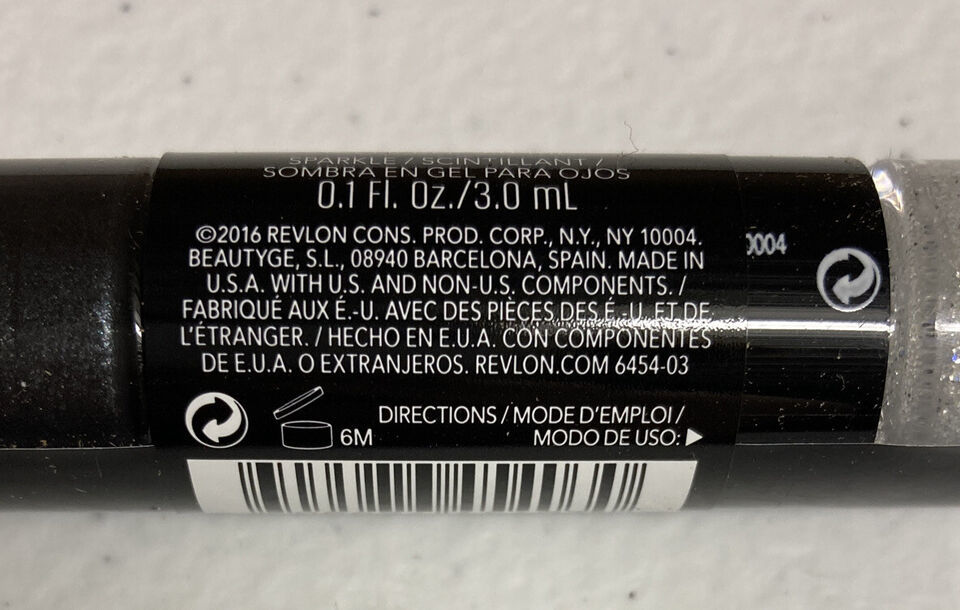 SPARKLE / SCINTILLANT /
SOMBRA EN GEL PARA OJOS
0.1 Fl. Oz./3.0 mL
©2016 REVLON CONS. PROD. CORP., N.Y., NY 10004.
BEAUTYGE, S.L., 08940 BARCELONA, SPAIN. MADE IN
U.S.A. WITH U.S. AND NON-U.S. COMPONENTS. /
FABRIQUÉ AUX É.-U. AVEC DES PIÈCES DES É.-U. ET DE
L'ÉTRANGER. / HECHO EN E.U.A. CON COMPONENTES
DE E.U.A. O EXTRANJEROS. REVLON.COM 6454-03
6M
DIRECTIONS / MODE D'EMPLOI /
MODO DE USO: ▶
0004